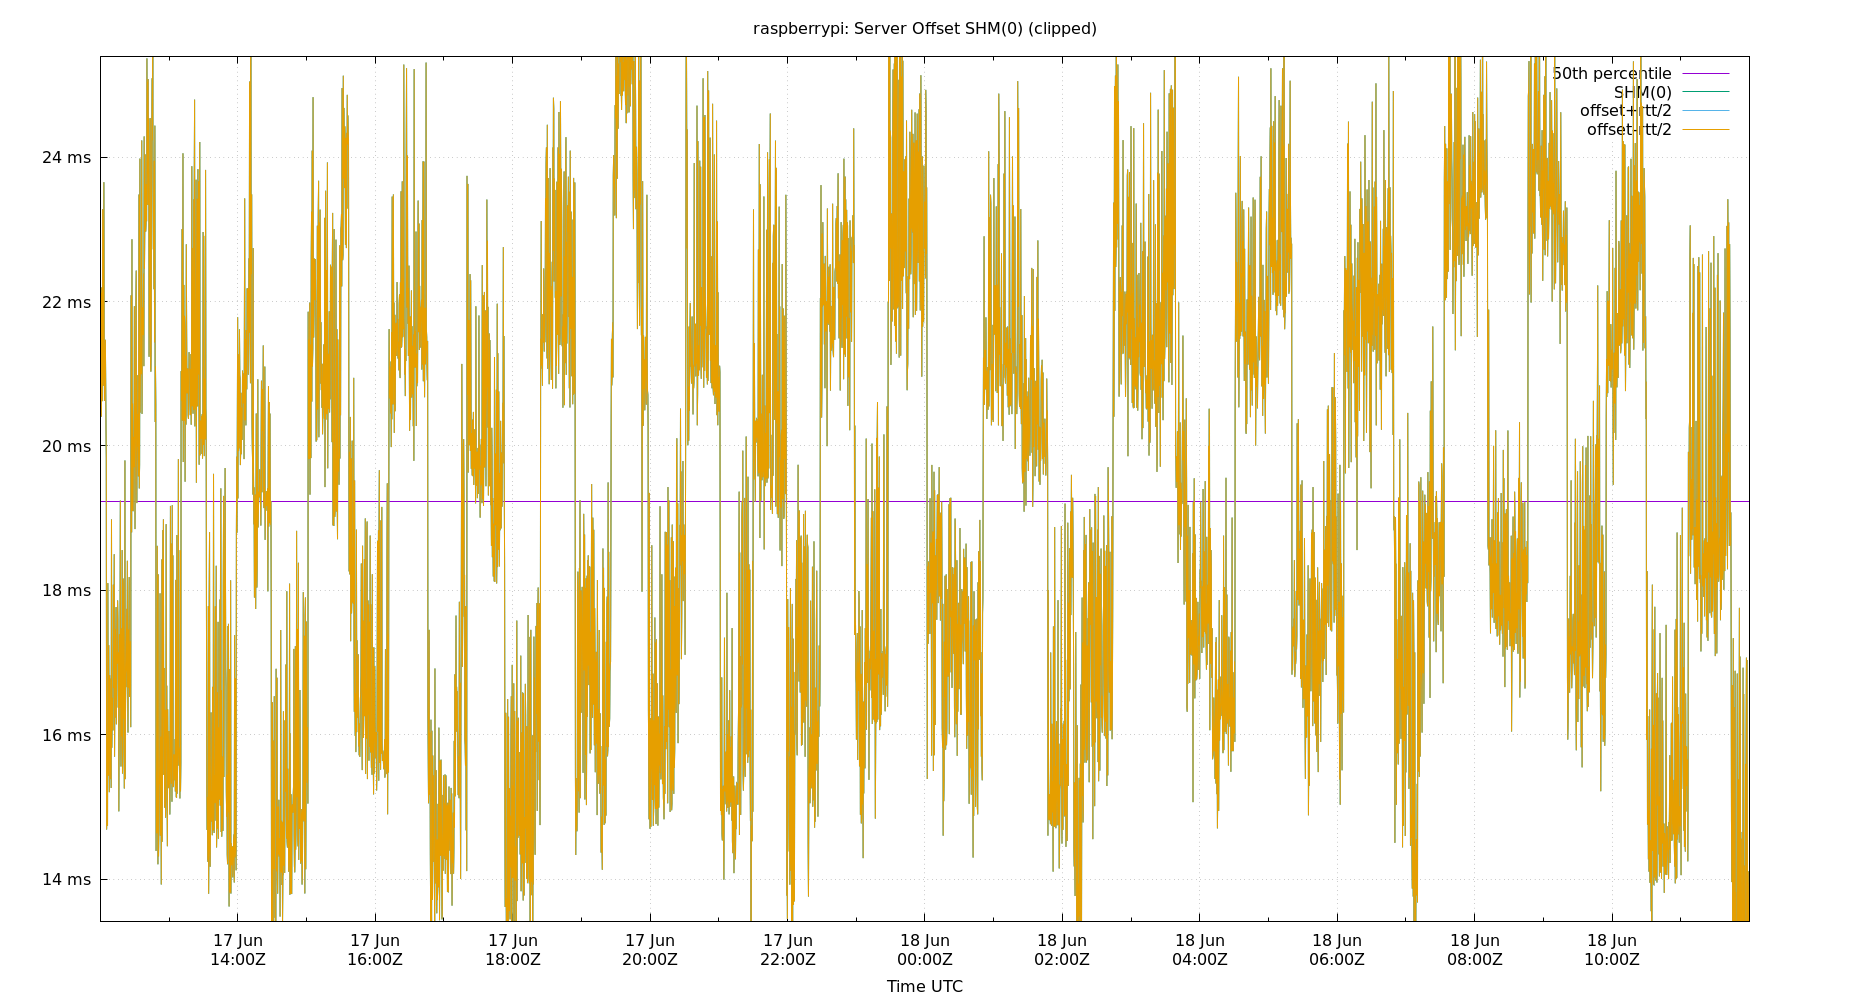 raspberrypi: Server Offset SHM(0) (clipped)
50th percentile
SHM(0)
offset+rtt/2
offset-rtt/2
24 ms
22 ms
20 ms
18 ms
16 ms
14 ms
17 Jun 17 Jun 17 Jun 17 Jun 17 Jun 18 Jun 18 Jun 18 Jun 18 Jun 18 Jun 18 Jun
14:00Z 16:00Z 18:00Z 20:00Z 22:00Z 00:00Z 02:00Z 04:00Z 06:00Z 08:00Z 10:00Z
Time UTC